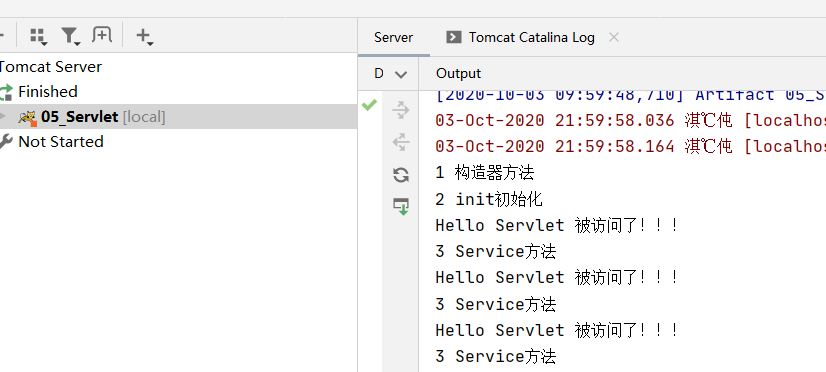 Tomcat Server
Finished
05_Servlet [local]
Not Started
Server
Tomcat Catalina Log
D
Output
[2020-10-03 09:59:48,710] Artifact 05_S
03-Oct-2020 21:59:58.036 淇℃伅 [localhos
03-Oct-2020 21:59:58.164 淇℃伅 [localhos
1 构造器方法
2 init初始化
Hello Servlet 被访问了！！！
3 Service方法
Hello Servlet 被访问了！！！
3 Service方法
Hello Servlet 被访问了！！！
3 Service方法